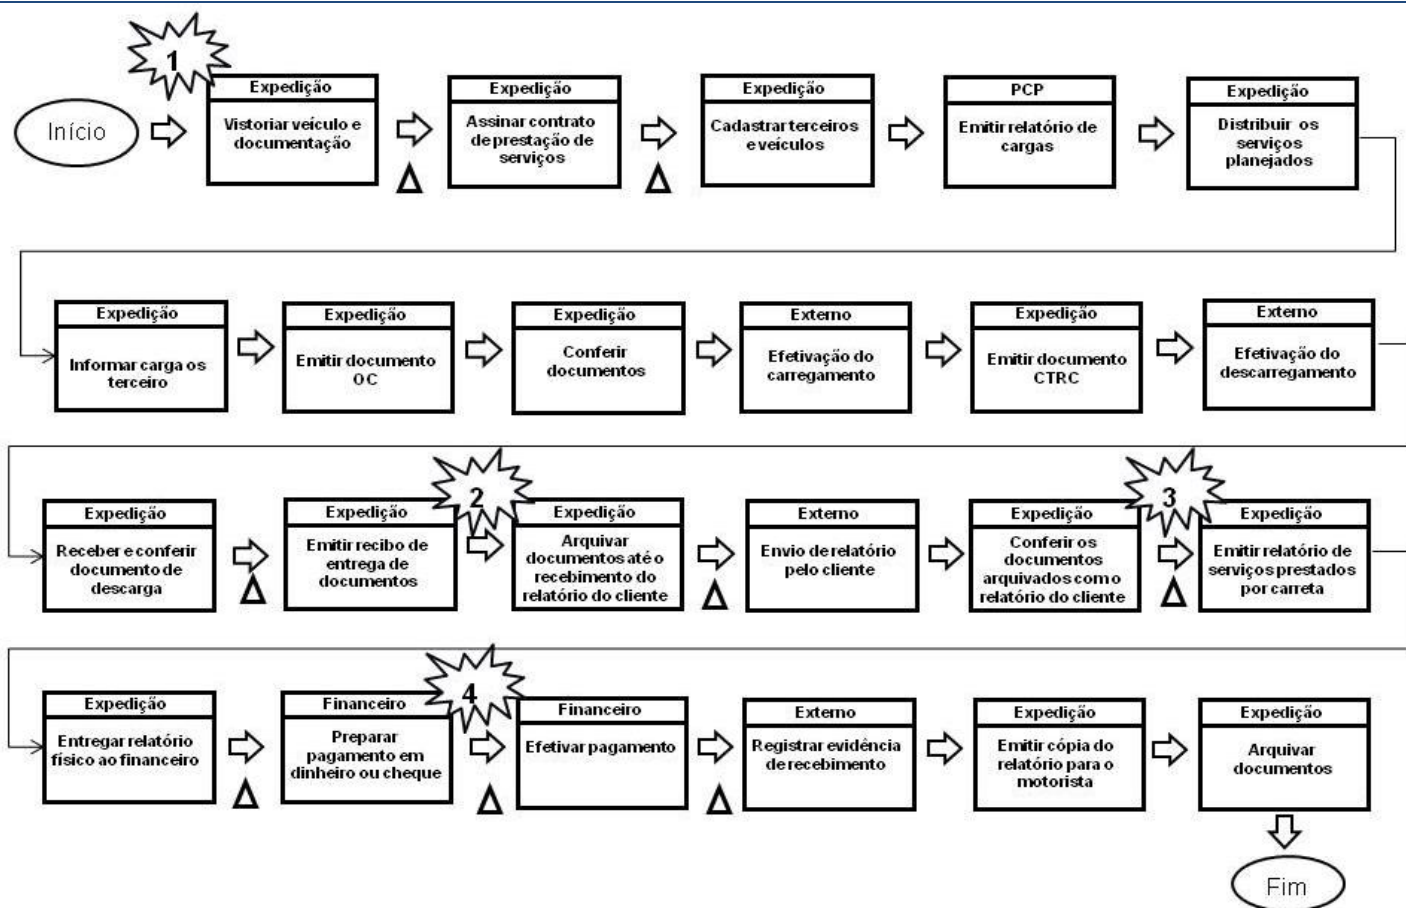 1
Início
Expedição
Vistoriar veículo e
documentação
Expedição
Assinar contrato
de prestação de
serviços
Expedição
Cadastrar terceiros
e veículos
PCP
Emitir relatório de
cargas
Expedição
Distribuir os
serviços
planejados
Expedição
Informar carga os
terceiro
Expedição
Emitir documento
OC
Expedição
Conferir
documentos
Externo
Efetivação do
carregamento
Expedição
Emitir documento
CTRC
Externo
Efetivação do
descarregamento
Expedição
Receber e conferir
documento de
descarga
Expedição
Emitir recibo de
entrega de
documentos
2
Expedição
Arquivar
documentos até o
recebimento do
relatório do cliente
Externo
Envio de relatório
pelo cliente
Expedição
Conferir os
documentos
arquivados com o
relatório do cliente
3
Expedição
Emitir relatório de
serviços prestados
por carreta
Expedição
Entregar relatório
físico ao financeiro
Financeiro
Preparar
pagamento em
dinheiro ou cheque
4
Financeiro
Efetivar pagamento
Externo
Registrar evidência
de recebimento
Expedição
Emitir cópia do
relatório para o
motorista
Expedição
Arquivar
documentos
Fim